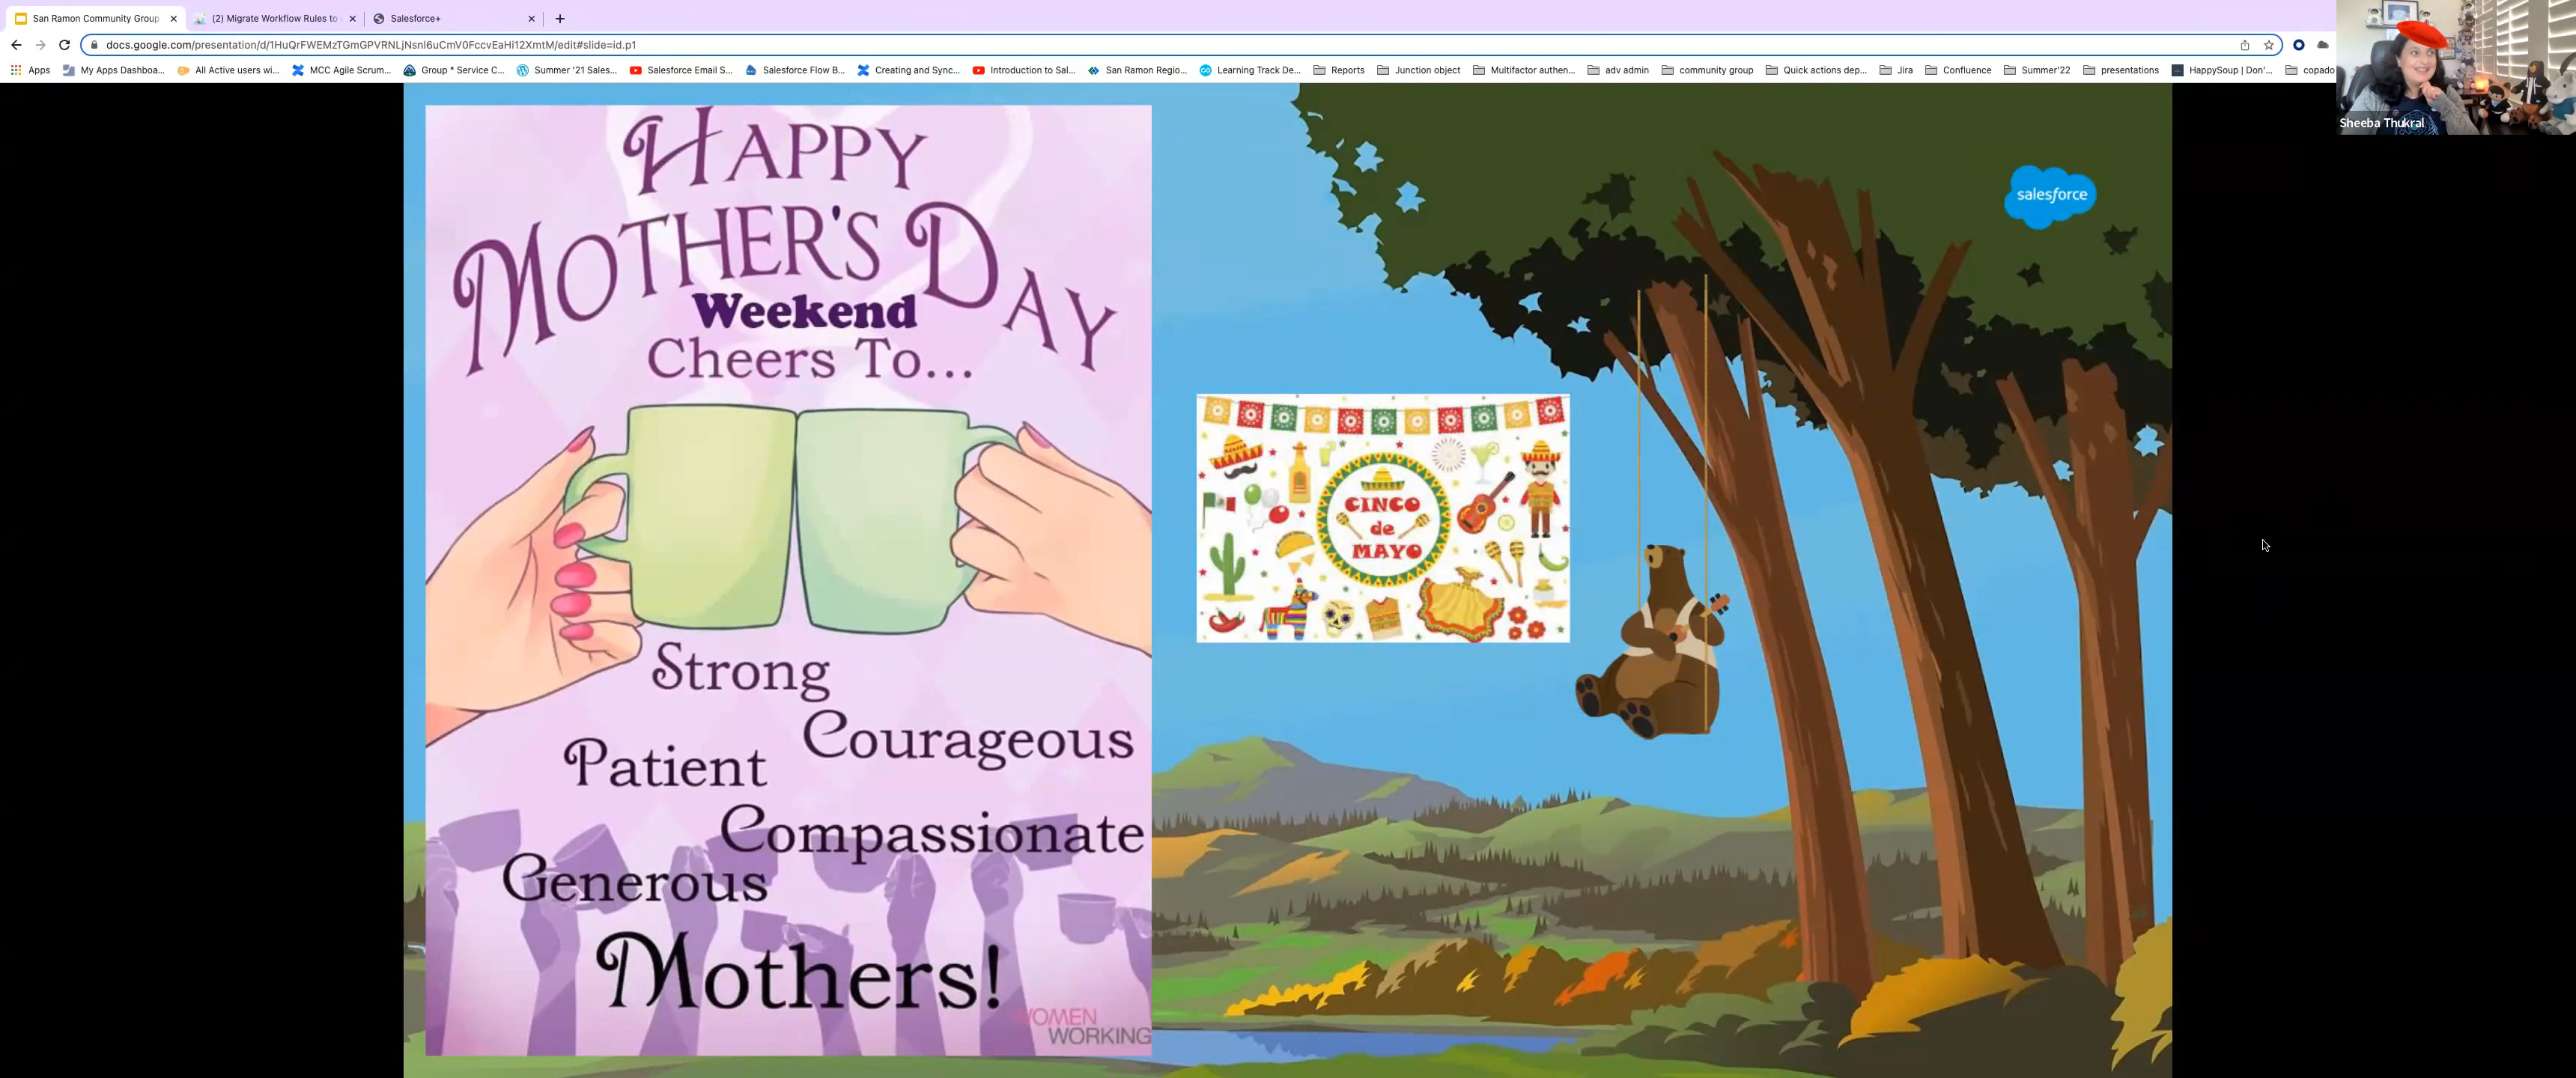 San Ramon Community Group
(2) Migrate Workflow Rules to
Salesforce+
docs.google.com/presentation/d/1HuQrFWEMzTGmGPVRNLjNsnl6uCmV0FccvEaHi12XmtM/edit#slide=id.p1
Apps
My Apps Dashboa...
All Active users wi...
MCC Agile Scrum...
Group * Service C...
Summer '21 Sales...
Salesforce Email S...
Salesforce Flow B...
Creating and Sync...
Introduction to Sal...
San Ramon Regio...
Learning Track De...
Reports
Junction object
Multifactor authen...
adv admin
community group
Quick actions dep...
Jira
Confluence
Summer'22
presentations
HappySoup | Don'...
copado
Sheeba Thukral
HAPPY
MOTHER'S DAY
Weekend
Cheers To...
Strong
Courageous
Patient
Compassionate
Generous
Mothers!
WOMEN
WORKING
CINCO
de
MAYO
salesforce